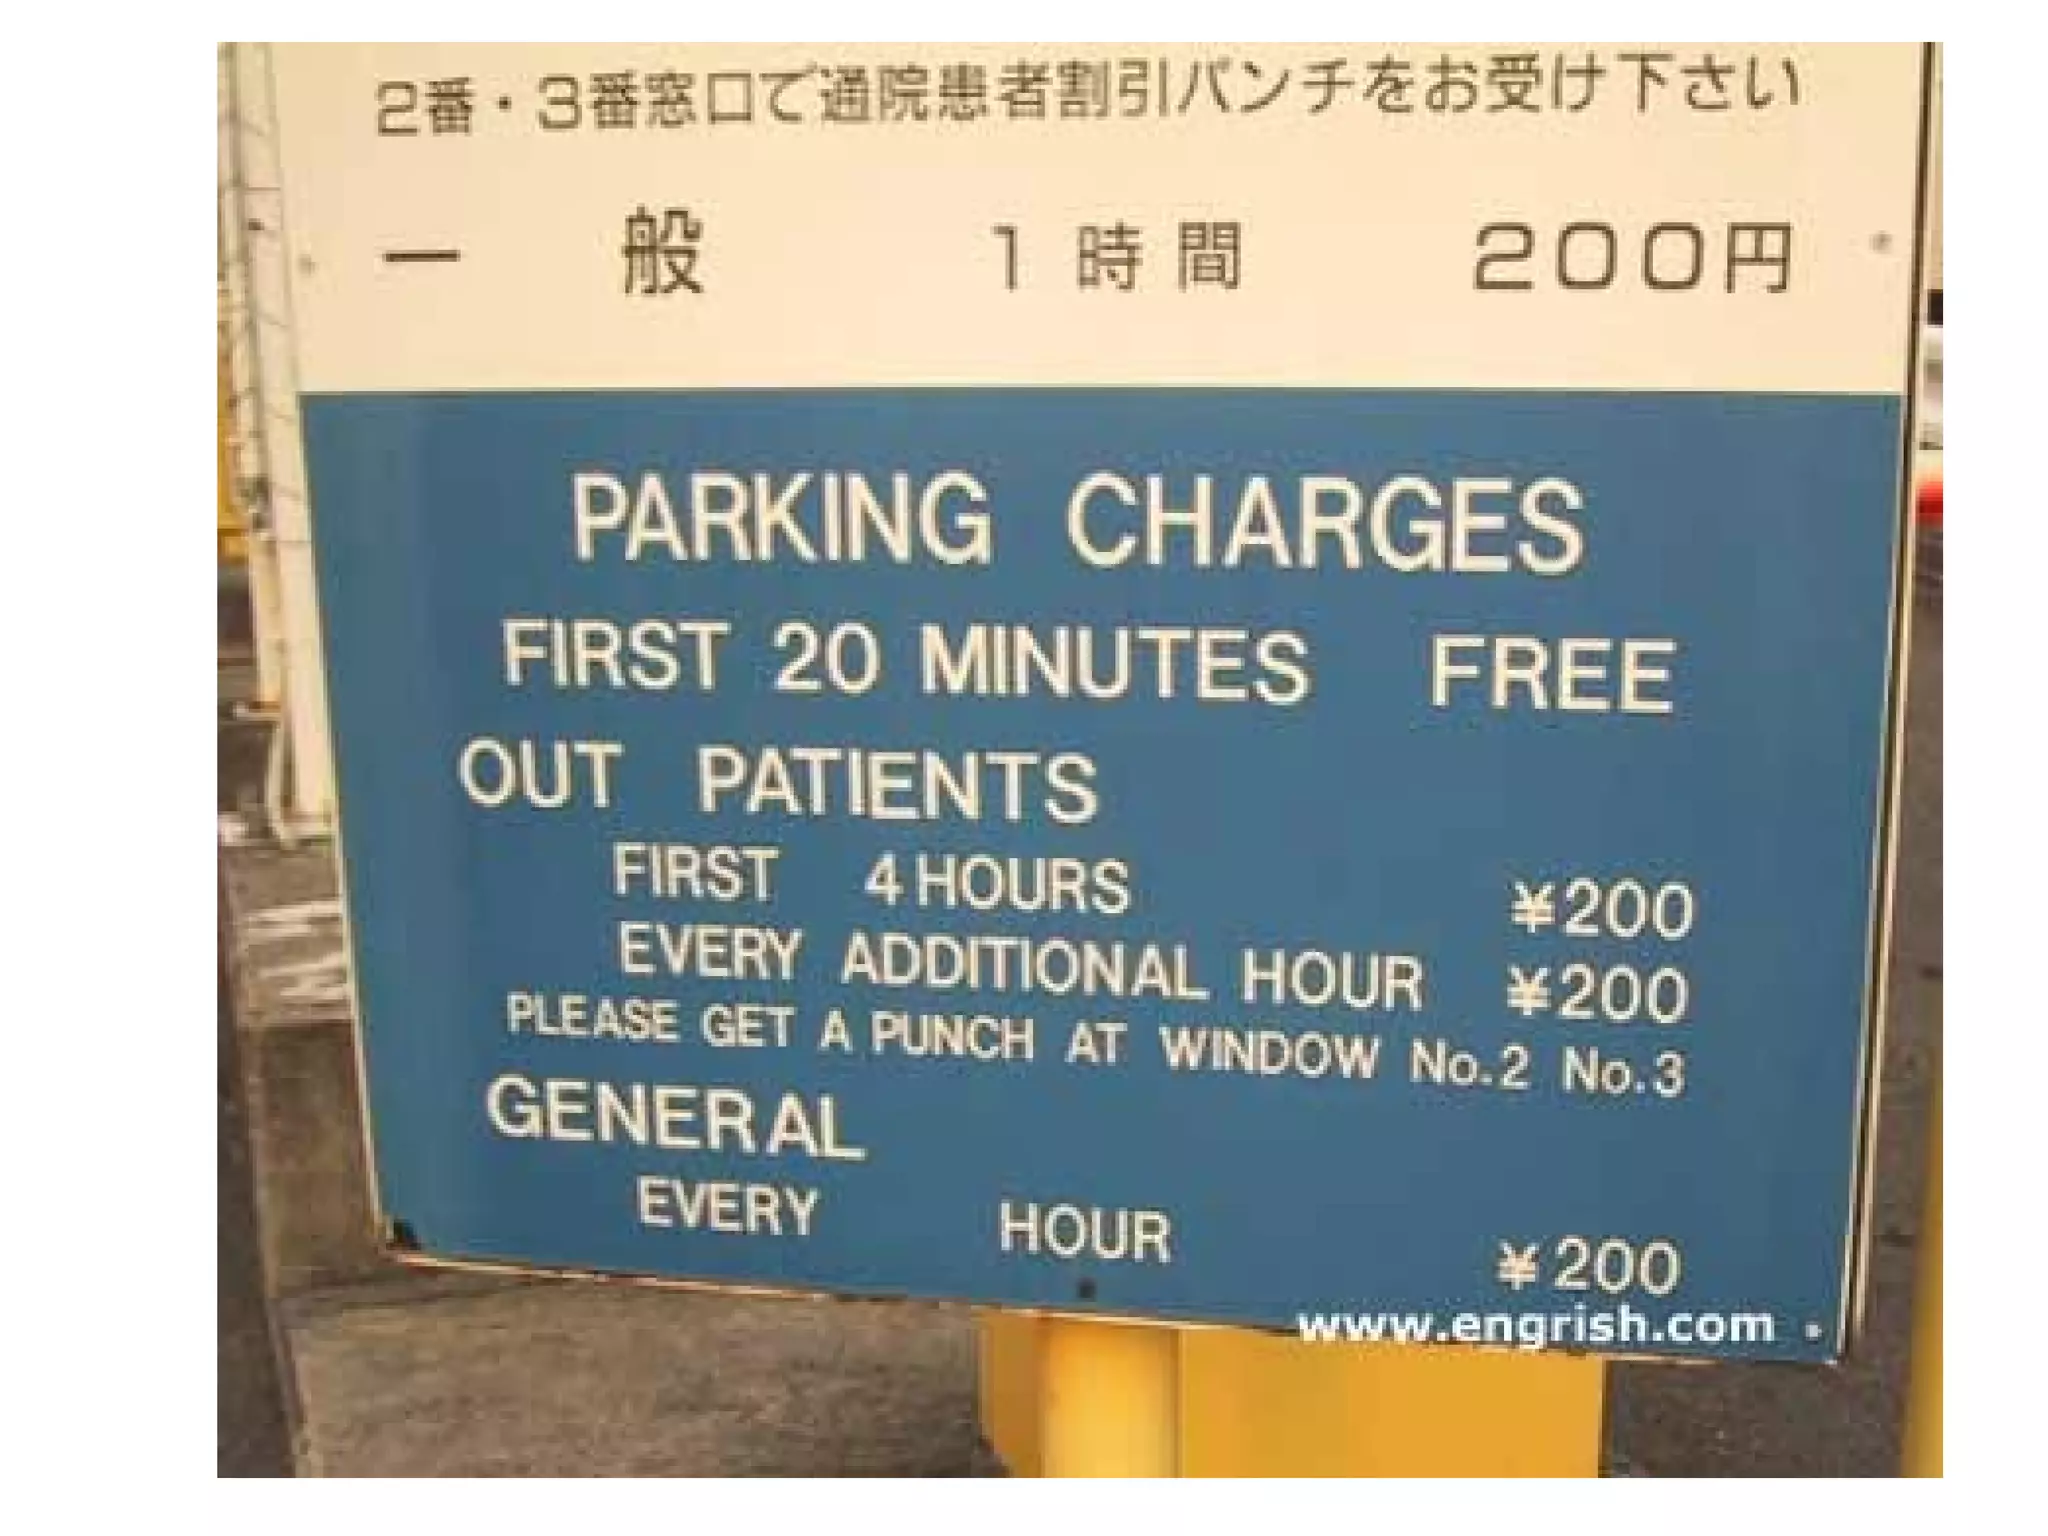 2番・3番窓口で通院患者割引パンチをお受け下さい
一般 1時間 200円
PARKING CHARGES
FIRST 20 MINUTES FREE
OUT PATIENTS
FIRST 4 HOURS ¥200
EVERY ADDITIONAL HOUR ¥200
PLEASE GET A PUNCH AT WINDOW No.2 No.3
GENERAL
EVERY HOUR ¥200
www.engrish.com